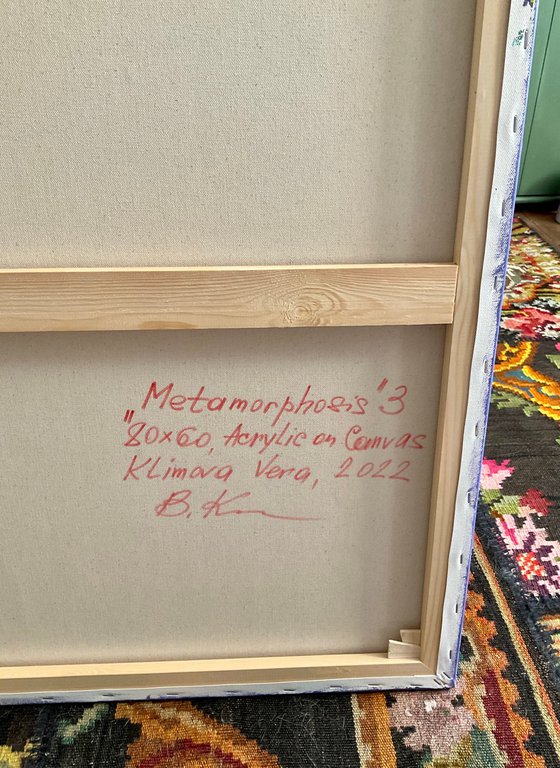 „Metamorphosis" 3
80x60, Acrylic on Canvas
Klimova Vera, 2022